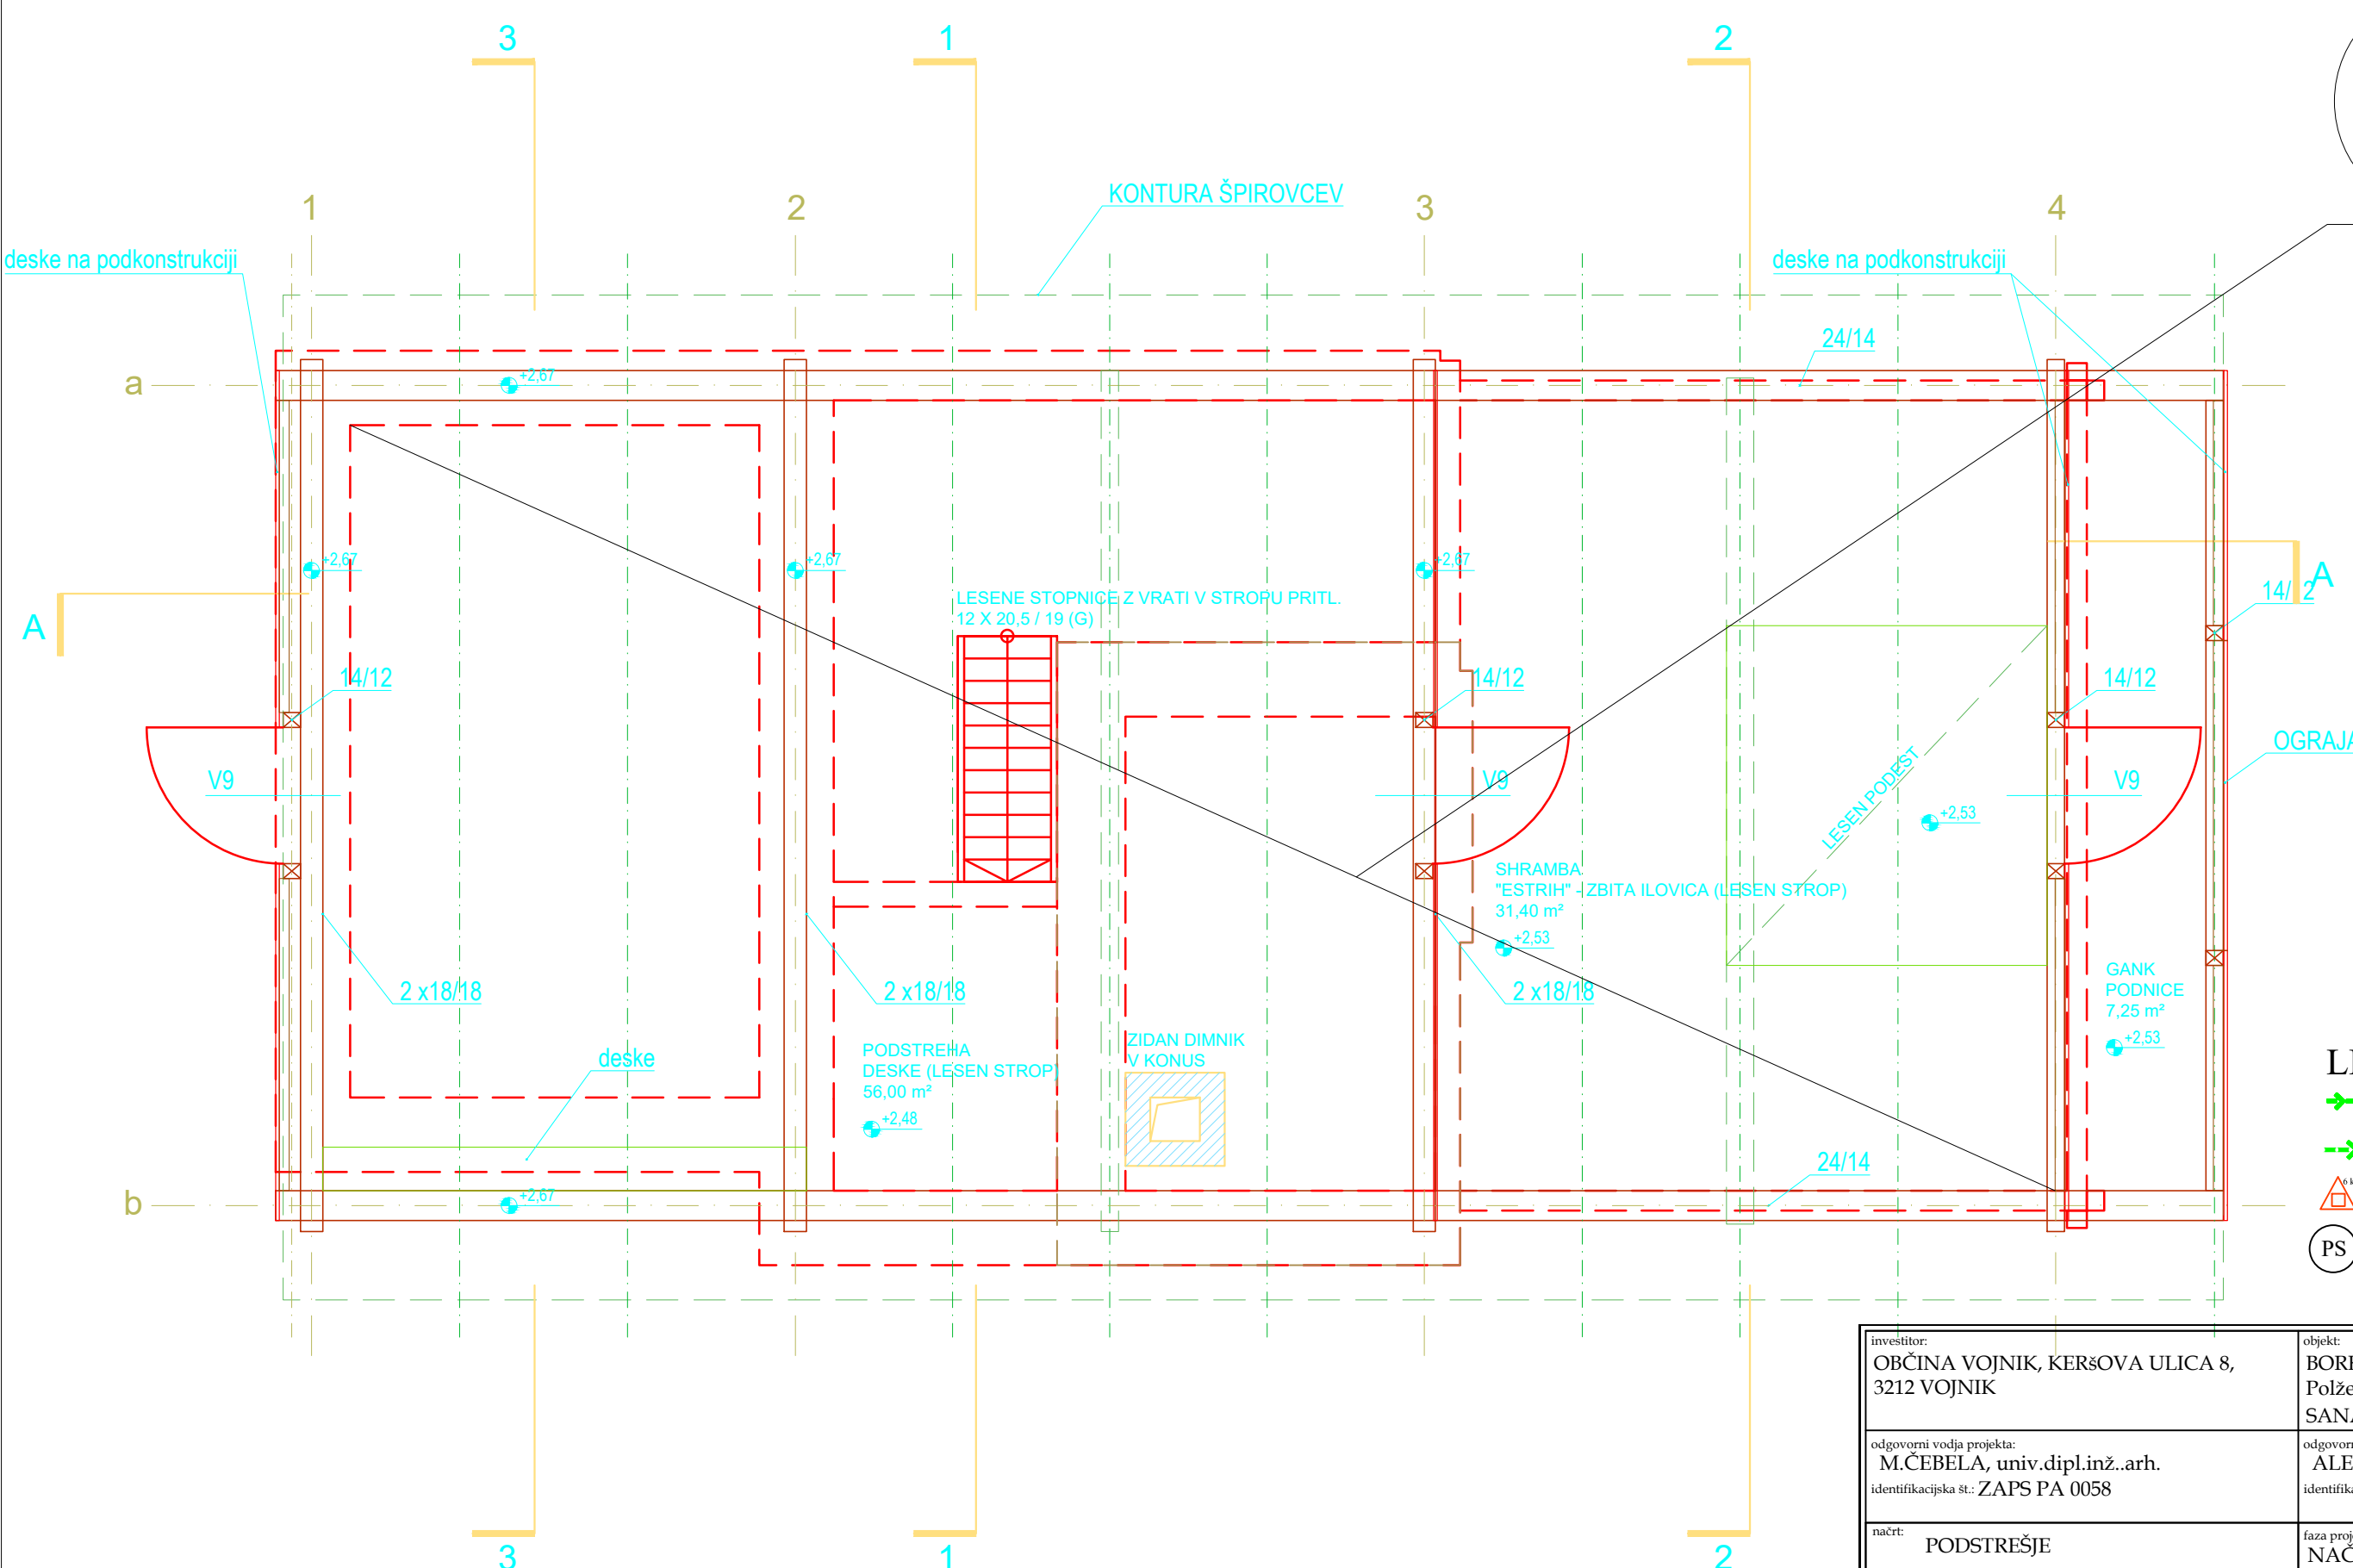 3
1
2
KONTURA ŠPIROVCEV
1
2
3
4
deske na podkonstrukciji
deske na podkonstrukciji
24/14
a
+2,67
+2,67
+2,67
+2,67
A
A
LESENE STOPNICE Z VRATI V STROPU PRITL.
12 X 20,5 / 19 (G)
14/12
14/12
14/12
14/12
V9
V9
V9
OGRAJA
LESEN PODEST
+2,53
SHRAMBA
"ESTRIH" - ZBITA ILOVICA (LESEN STROP)
31,40 m²
+2,53
2 x18/18
2 x18/18
2 x18/18
GANK
PODNICE
7,25 m²
+2,53
deske
PODSTREHA
DESKE (LESEN STROP)
56,00 m²
+2,48
ZIDAN DIMNIK
V KONUS
24/14
b
+2,67
PS
investitor:
OBČINA VOJNIK, KERšOVA ULICA 8,
3212 VOJNIK
objekt:
odgovorni vodja projekta:
M.ČEBELA, univ.dipl.inž..arh.
identifikacijska št.: ZAPS PA 0058
načrt:
PODSTREŠJE
3
1
2